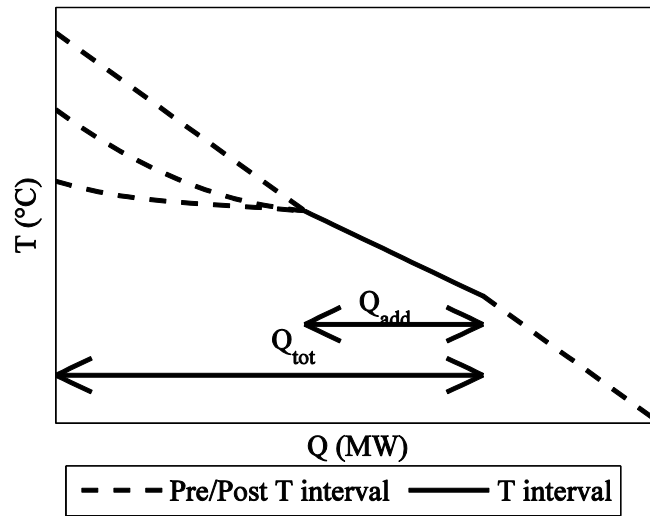 T (°C)
Q_add
Q_tot
Q (MW)
Pre/Post T interval
T interval